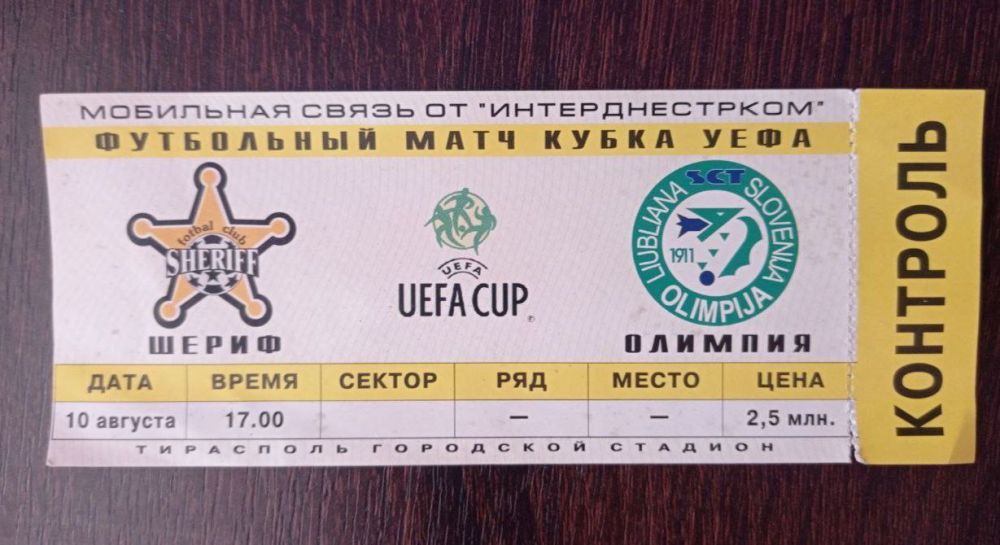 МОБИЛЬНАЯ СВЯЗЬ ОТ "ИНТЕРДНЕСТРКОМ"
ФУТБОЛЬНЫЙ МАТЧ КУБКА УЕФА
fotbal club
SHERIFF
ШЕРИФ
UEFA
UEFA CUP
®
SCT
LJUBLJANA SLOVENIJA
1911
OLIMPIJA
ОЛИМПИЯ
ДАТА ВРЕМЯ СЕКТОР РЯД МЕСТО ЦЕНА
10 августа 17.00 — — 2,5 млн.
ТИРАСПОЛЬ ГОРОДСКОЙ СТАДИОН
КОНТРОЛЬ